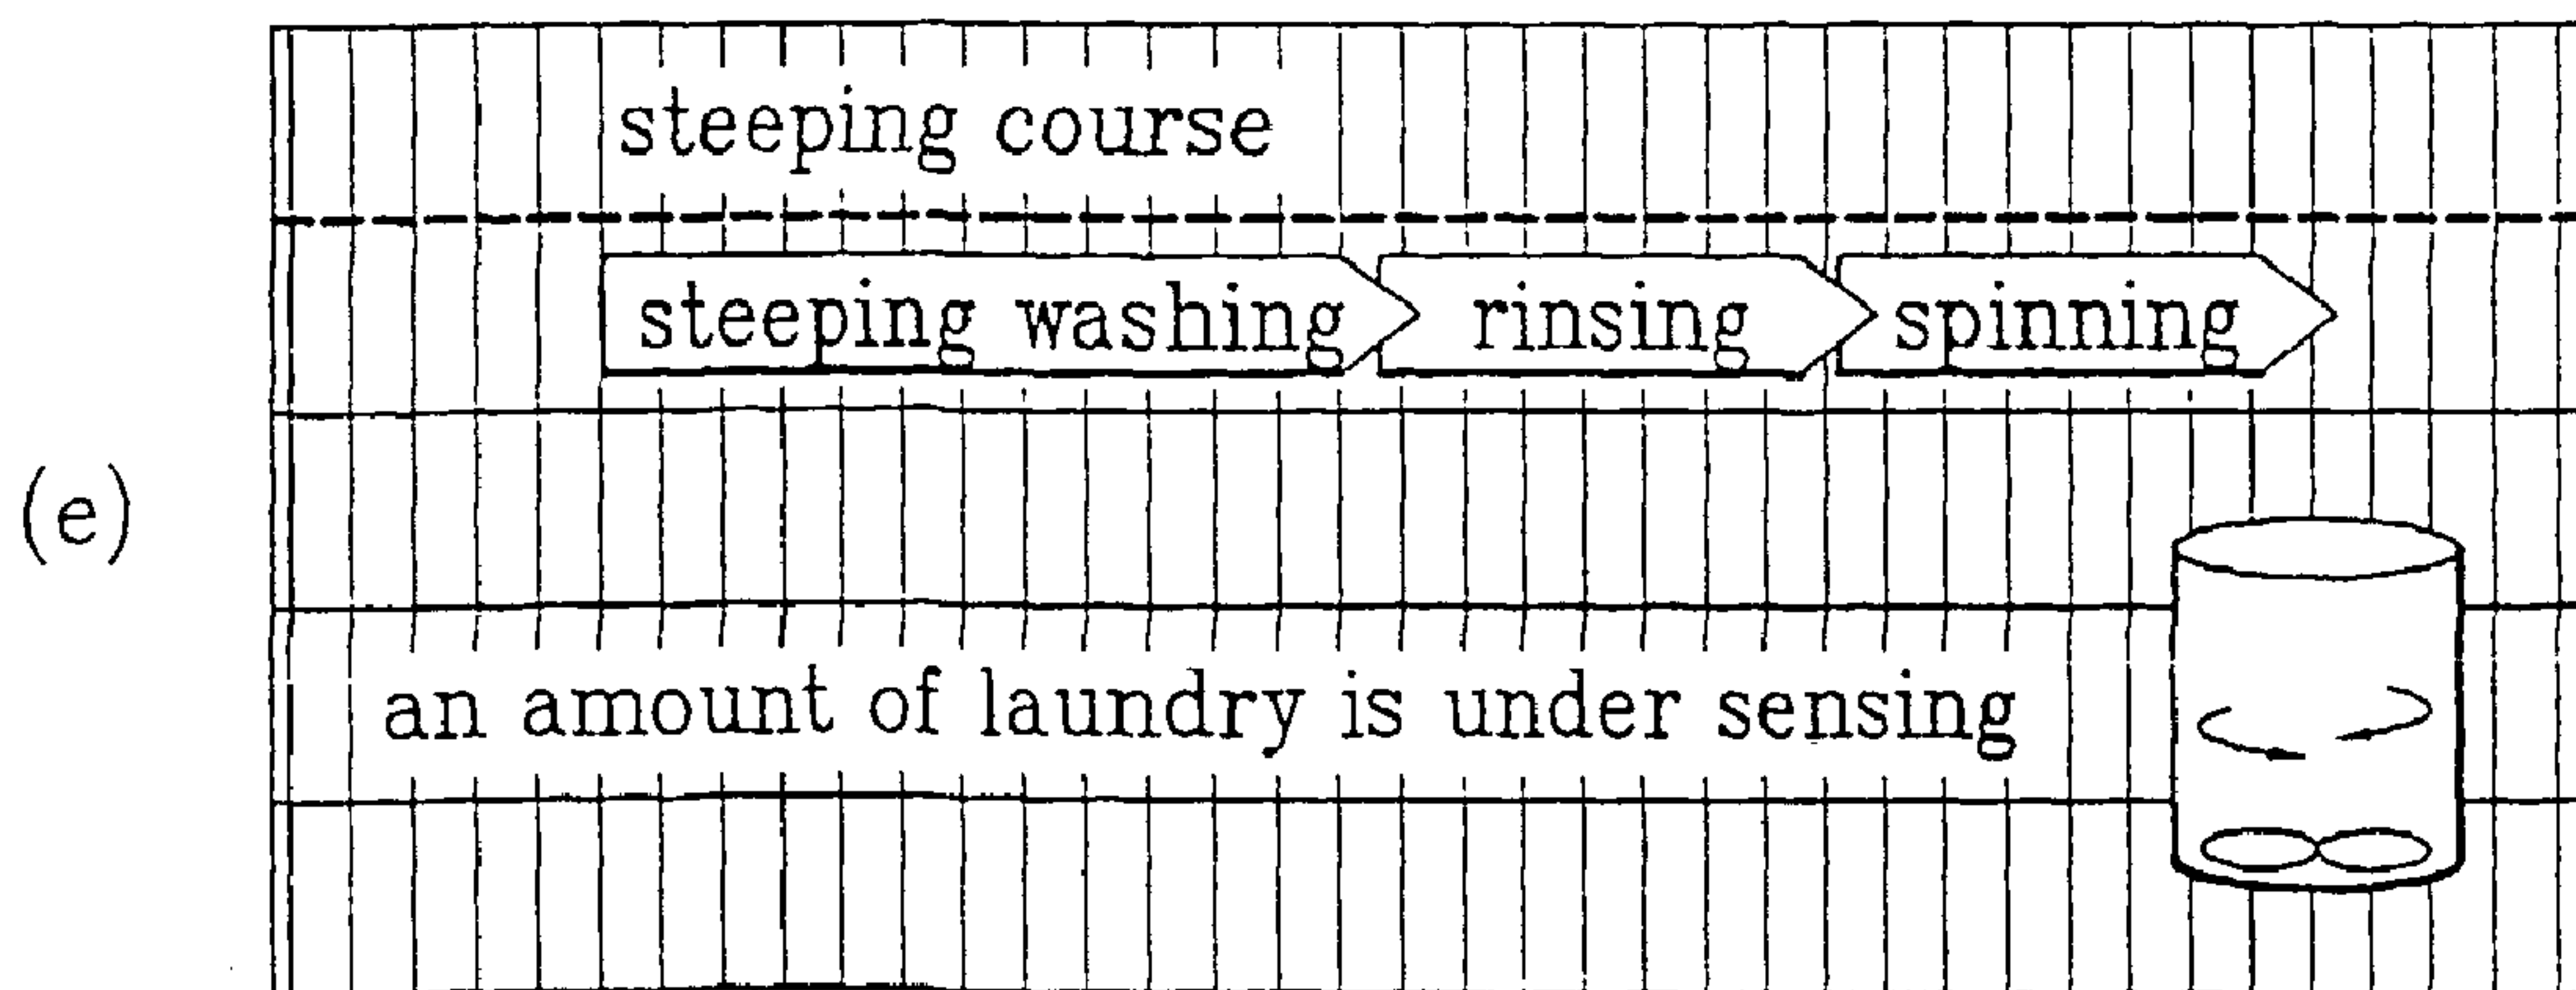 steeping course
steeping washing rinsing spinning
(e)
an amount of laundry is under sensing